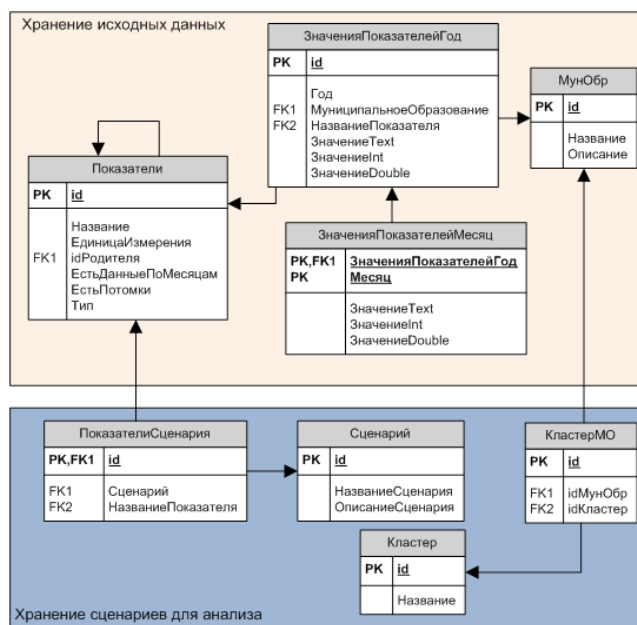 Хранение исходных данных
ЗначенияПоказателейГод
PK id
Год
FK1 МуниципальноеОбразование
FK2 НазваниеПоказателя
ЗначениеText
ЗначениеInt
ЗначениеDouble
МунОбр
PK id
Название
Описание
Показатели
PK id
Название
ЕдиницаИзмерения
FK1 idРодителя
ЕстьДанныеПоМесяцам
ЕстьПотомки
Тип
ЗначенияПоказателейМесяц
PK,FK1 ЗначенияПоказателейГод
PK Месяц
ЗначениеText
ЗначениеInt
ЗначениеDouble
ПоказателиСценария
PK,FK1 id
FK1 Сценарий
FK2 НазваниеПоказателя
Сценарий
PK id
НазваниеСценария
ОписаниеСценария
КластерМО
PK id
FK1 idМунОбр
FK2 idКластер
Кластер
PK id
Название
Хранение сценариев для анализа